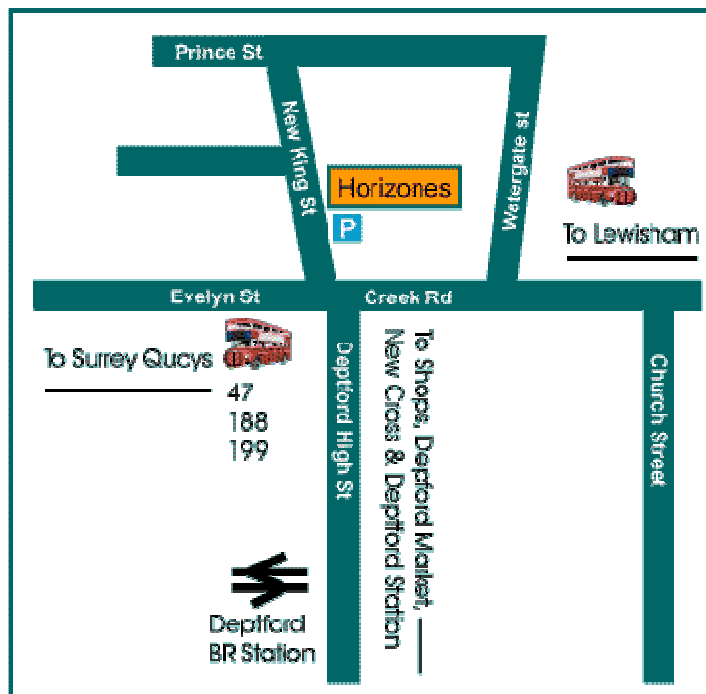 Prince St
New King St
Horizones
P
Watergate st
To Lewisham
Evelyn St
Creek Rd
To Surrey Qucys
47
188
199
Deptford High St
To Shops, Depford Market,
New Cross & Deptford Station
Church Street
Deptford
BR Station